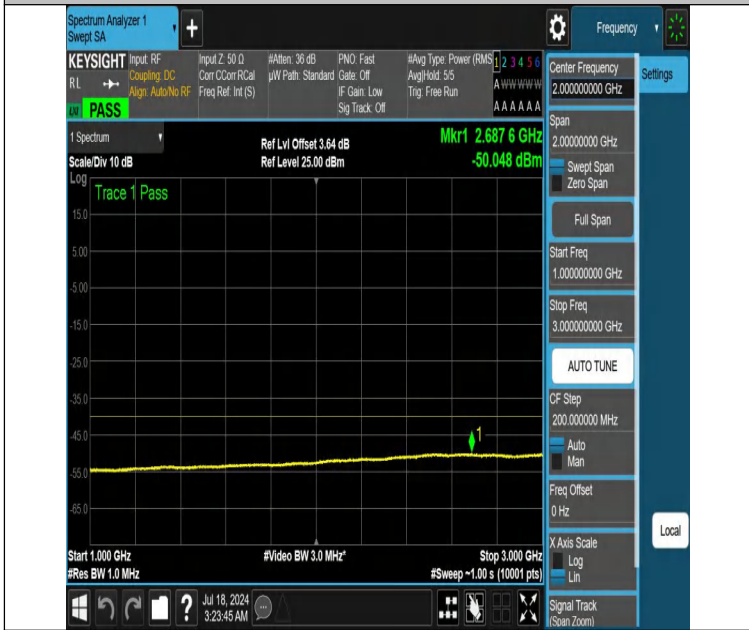 Spectrum Analyzer 1
Swept SA
+
Frequency
KEYSIGHT
RL
PASS
Input: RF
Coupling: DC
Align: Auto/No RF
Input Z: 50 Ω
Corr CCorr RCal
Freq Ref: Int (S)
#Atten: 36 dB
µW Path: Standard
PNO: Fast
Gate: Off
IF Gain: Low
Sig Track: Off
#Avg Type: Power (RMS
Avg|Hold: 5/5
Trig: Free Run
1 2 3 4 5 6
A W W W W W
A A A A A A
1 Spectrum
Scale/Div 10 dB
Ref Lvl Offset 3.64 dB
Ref Level 25.00 dBm
Mkr1 2.687 6 GHz
-50.048 dBm
Log
Trace 1 Pass
15.0
5.00
-5.00
-15.0
-25.0
-35.0
-45.0
-55.0
-65.0
1
Start 1.000 GHz
#Res BW 1.0 MHz
#Video BW 3.0 MHz*
Stop 3.000 GHz
#Sweep ~1.00 s (10001 pts)
Center Frequency
2.000000000 GHz
Settings
Span
2.00000000 GHz
Swept Span
Zero Span
Full Span
Start Freq
1.000000000 GHz
Stop Freq
3.000000000 GHz
AUTO TUNE
CF Step
200.000000 MHz
Auto
Man
Freq Offset
0 Hz
X Axis Scale
Log
Lin
Local
Signal Track
(Span Zoom)
?
Jul 18, 2024
3:23:45 AM